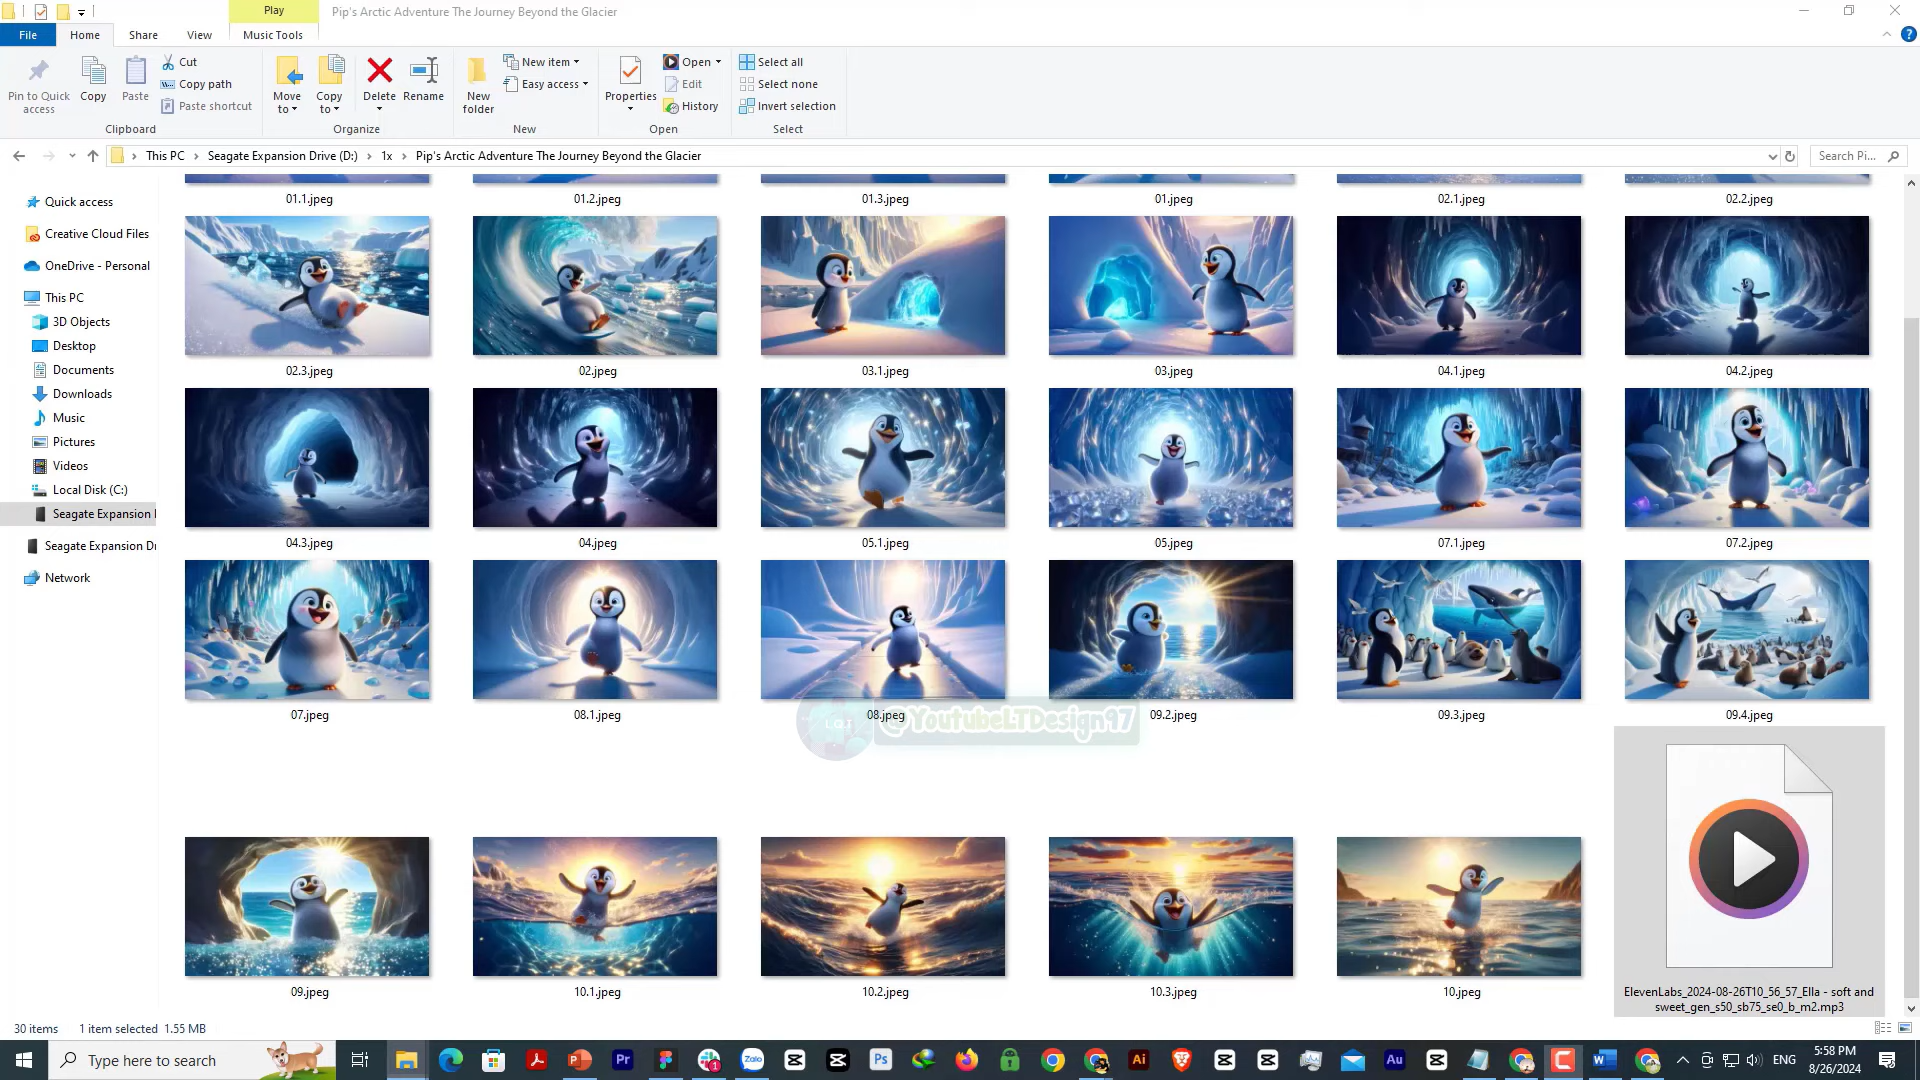 Play
Pip's Arctic Adventure The Journey Beyond the Glacier
File
Home
Share
View
Music Tools
Pin to Quick access
Copy
Paste
Cut
Copy path
Paste shortcut
Clipboard
Move to
Copy to
Delete
Rename
Organize
New folder
New item
Easy access
New
Properties
Open
Edit
History
Open
Select all
Select none
Invert selection
Select
This PC
Seagate Expansion Drive (D:)
1x
Pip's Arctic Adventure The Journey Beyond the Glacier
Search Pi...
Quick access
Creative Cloud Files
OneDrive - Personal
This PC
3D Objects
Desktop
Documents
Downloads
Music
Pictures
Videos
Local Disk (C:)
Seagate Expansion
Seagate Expansion Dr
Network
01.1.jpeg
01.2.jpeg
01.3.jpeg
01.jpeg
02.1.jpeg
02.2.jpeg
02.3.jpeg
02.jpeg
03.1.jpeg
03.jpeg
04.1.jpeg
04.2.jpeg
04.3.jpeg
04.jpeg
05.1.jpeg
05.jpeg
07.1.jpeg
07.2.jpeg
07.jpeg
08.1.jpeg
08.jpeg
09.2.jpeg
09.3.jpeg
09.4.jpeg
@YoutubeLTDesign97
09.jpeg
10.1.jpeg
10.2.jpeg
10.3.jpeg
10.jpeg
ElevenLabs_2024-08-26T10_56_57_Ella - soft and
sweet_gen_s50_sb75_se0_b_m2.mp3
30 items
1 item selected 1.55 MB
Type here to search
Pr
Zalo
Ps
Ai
Au
ENG
5:58 PM
8/26/2024